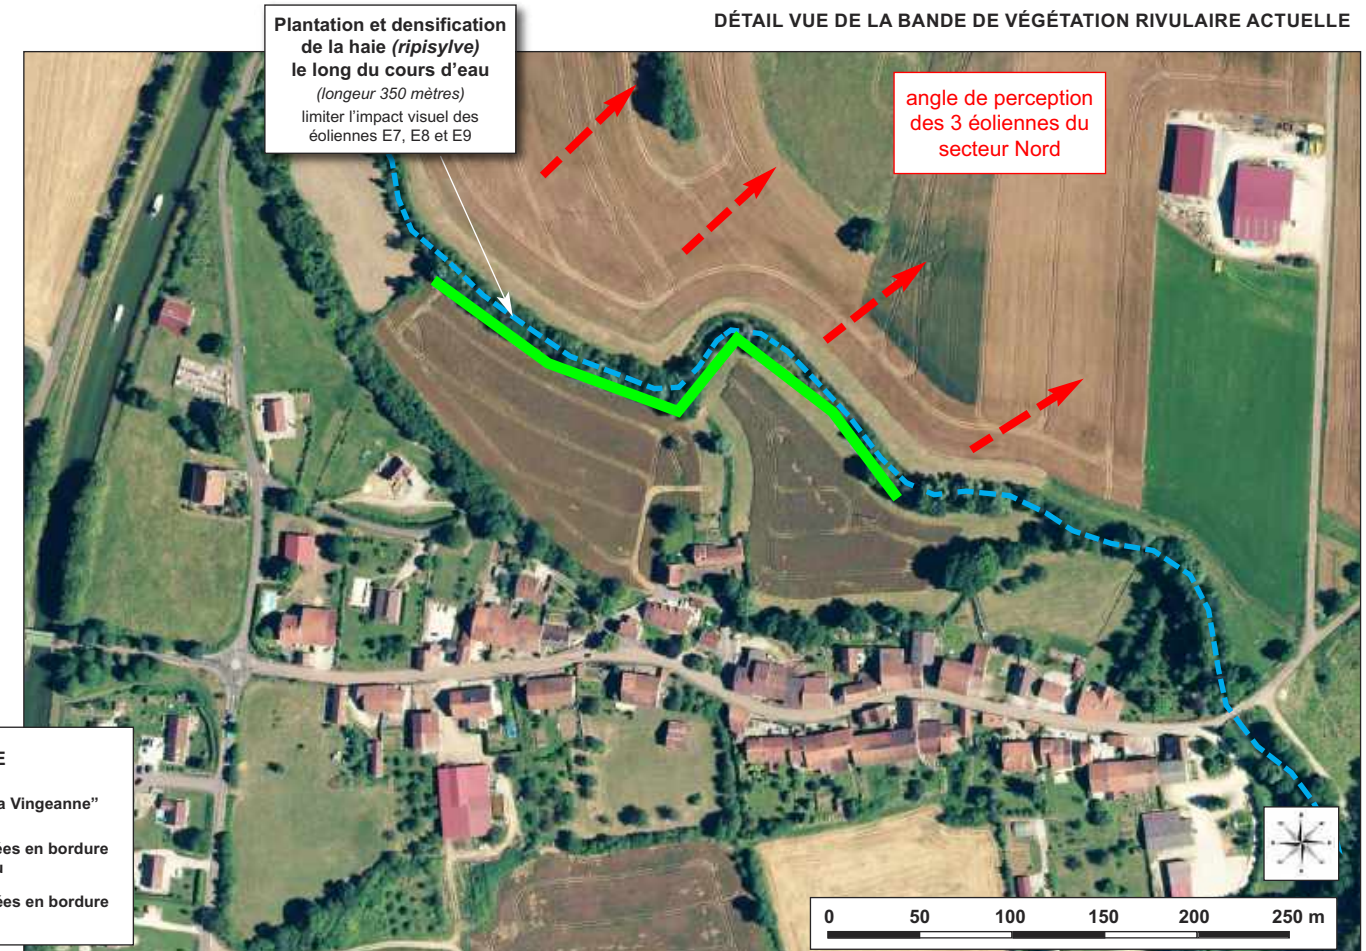 DÉTAIL VUE DE LA BANDE DE VÉGÉTATION RIVULAIRE ACTUELLE
Plantation et densification
de la haie (ripisylve)
le long du cours d'eau
(longeur 350 mètres)
limiter l'impact visuel des
éoliennes E7, E8 et E9
angle de perception
des 3 éoliennes du
secteur Nord
a Vingeanne”
en bordure
en bordure
0 50 100 150 200 250 m